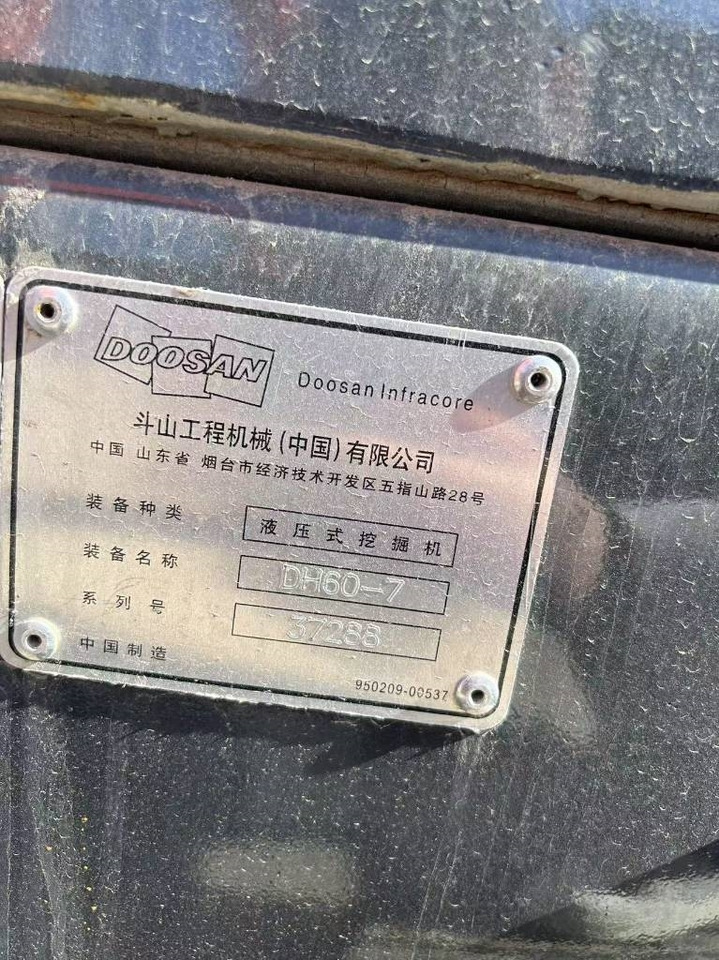 DOOSAN Doosan Infracore
斗山工程机械(中国)有限公司
中国 山东省 烟台市经济技术开发区五指山路28号
装备种类 液压式挖掘机
装备名称 DH60-7
系列号 37288
中国制造
950209-00537